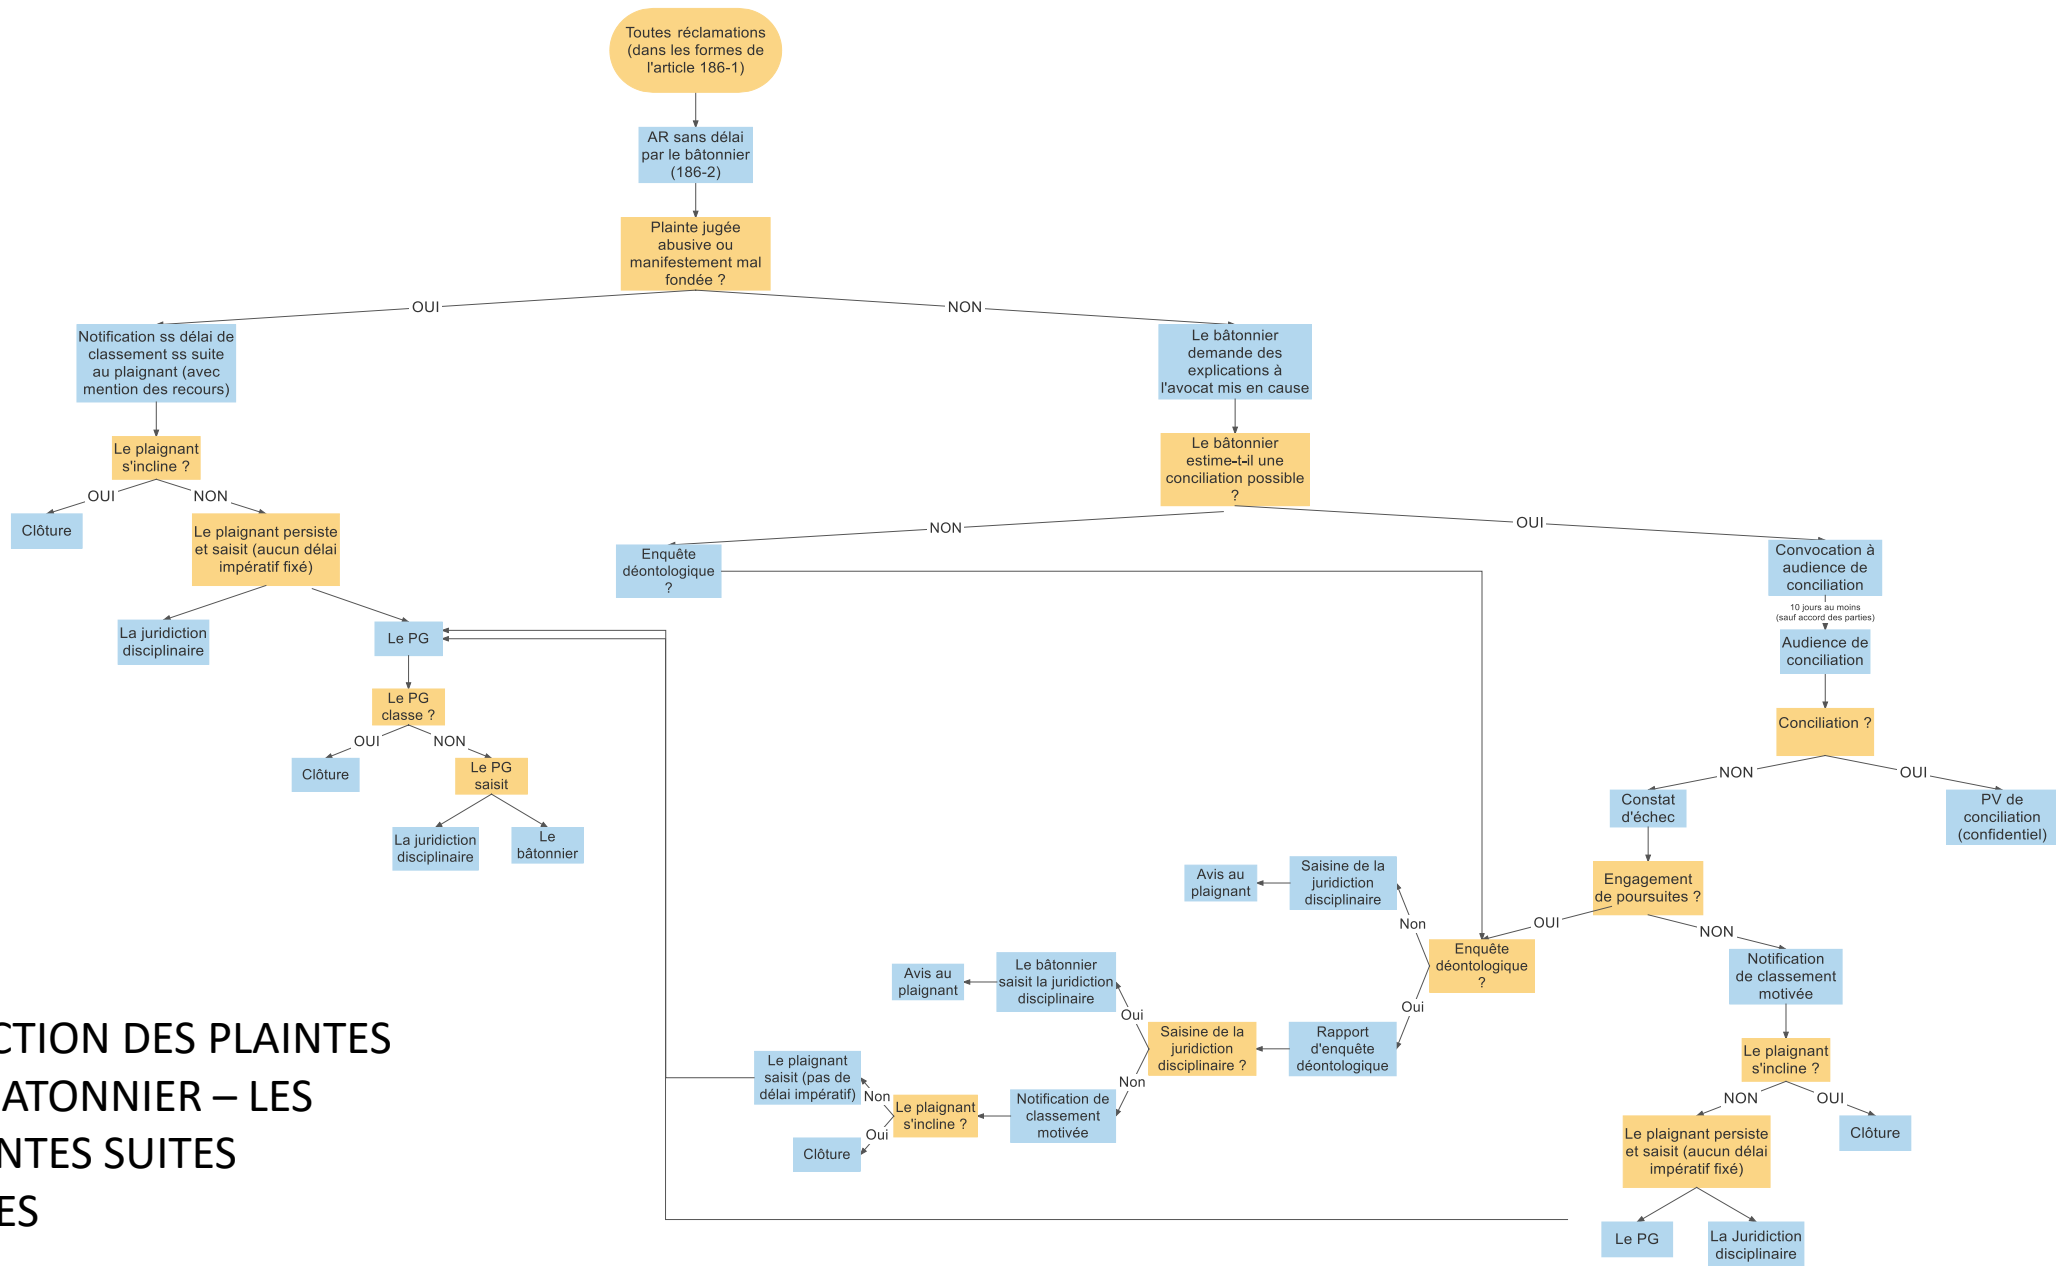 Toutes réclamations
(dans les formes de
l'article 186-1)
AR sans délai
par le bâtonnier
(186-2)
Plainte jugée
abusive ou
manifestement mal
fondée ?
OUI
NON
Notification ss délai de
classement ss suite
au plaignant (avec
mention des recours)
Le bâtonnier
demande des
explications à
l'avocat mis en cause
Le plaignant
s'incline ?
OUI
NON
Clôture
Le plaignant persiste
et saisit (aucun délai
impératif fixé)
La juridiction
disciplinaire
Le PG
Le PG
classe ?
OUI
NON
Clôture
Le PG
saisit
La juridiction
disciplinaire
Le
bâtonnier
Le bâtonnier
estime-t-il une
conciliation possible
?
NON
OUI
Enquête
déontologique
?
Convocation à
audience de
conciliation
10 jours au moins
(sauf accord des parties)
Audience de
conciliation
Conciliation ?
NON
OUI
Constat
d'échec
PV de
conciliation
(confidentiel)
Engagement
de poursuites ?
OUI
NON
Enquête
déontologique
?
Non
Oui
Saisine de la
juridiction
disciplinaire
Avis au
plaignant
Rapport
d'enquête
déontologique
Saisine de la
juridiction
disciplinaire ?
Oui
Non
Le bâtonnier
saisit la juridiction
disciplinaire
Avis au
plaignant
Notification de
classement
motivée
Le plaignant
s'incline ?
Non
Oui
Le plaignant
saisit (pas de
délai impératif)
Clôture
Notification
de classement
motivée
Le plaignant
s'incline ?
NON
OUI
Le plaignant persiste
et saisit (aucun délai
impératif fixé)
Clôture
Le PG
La Juridiction
disciplinaire
CTION DES PLAINTES
ATONNIER – LES
NTES SUITES
ES